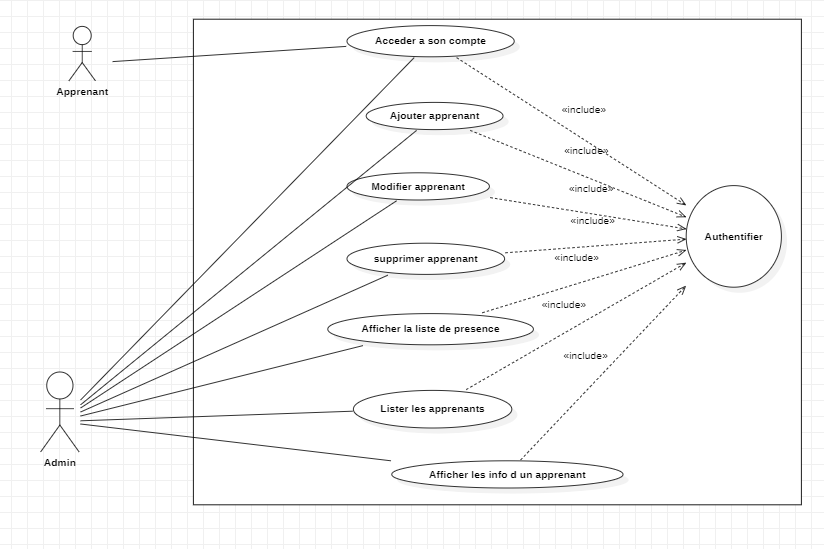 Acceder a son compte
Apprenant
«include»
Ajouter apprenant
«include»
Modifier apprenant
«include»
«include»
Authentifier
supprimer apprenant
«include»
«include»
Afficher la liste de presence
«include»
Lister les apprenants
Admin
Afficher les info d un apprenant